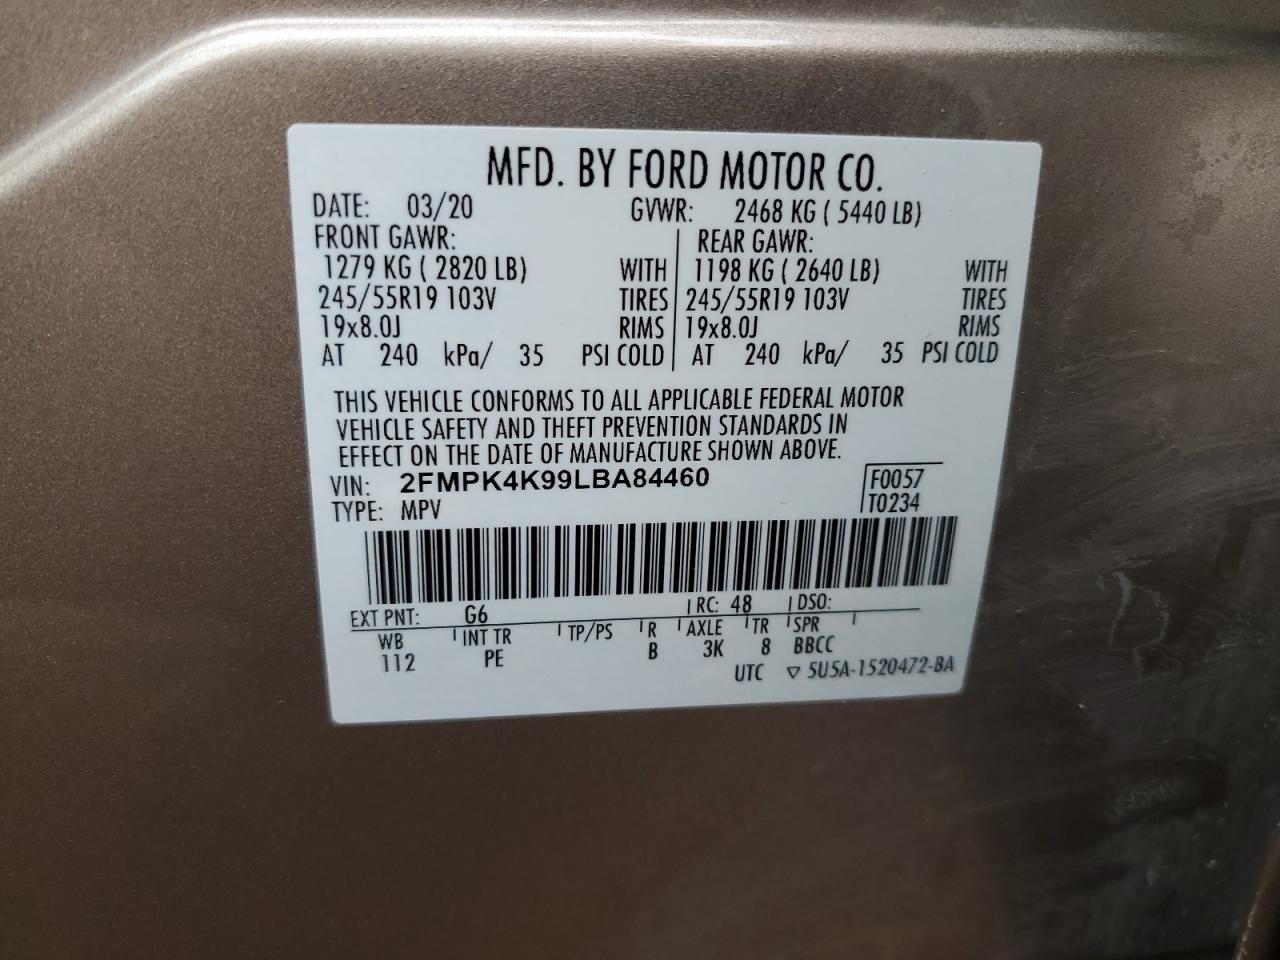 MFD. BY FORD MOTOR CO.
DATE: 03/20 GVWR: 2468 KG ( 5440 LB)
FRONT GAWR: REAR GAWR:
1279 KG ( 2820 LB) WITH 1198 KG ( 2640 LB) WITH
245/55R19 103V TIRES 245/55R19 103V TIRES
19x8.0J RIMS 19x8.0J RIMS
AT 240 kPa/ 35 PSI COLD AT 240 kPa/ 35 PSI COLD
THIS VEHICLE CONFORMS TO ALL APPLICABLE FEDERAL MOTOR
VEHICLE SAFETY AND THEFT PREVENTION STANDARDS IN
EFFECT ON THE DATE OF MANUFACTURE SHOWN ABOVE.
VIN: 2FMPK4K99LBA84460 F0057
TYPE: MPV T0234
EXT PNT: G6 RC: 48 DSO:
WB INT TR TP/PS R AXLE TR SPR
112 PE B 3K 8 BBCC
UTC ▽ 5U5A-1520472-BA